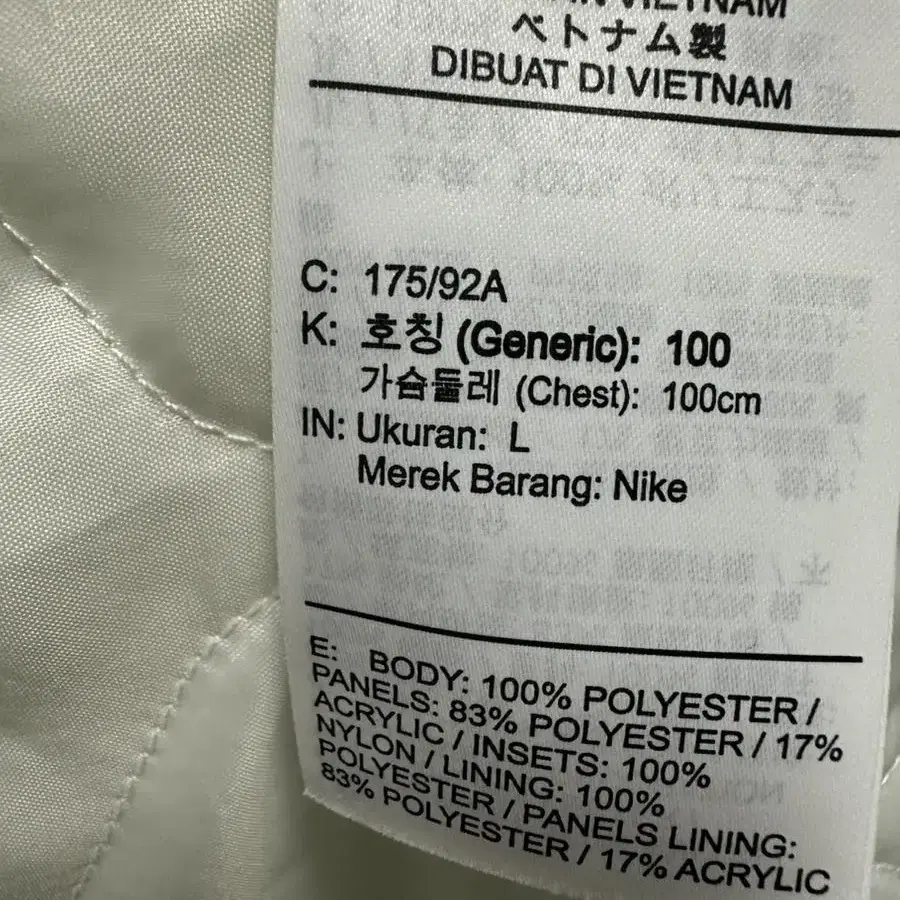 IN VIETNAM
ベトナム製
DIBUAT DI VIETNAM
C: 175/92A
K: 호칭 (Generic): 100
가슴둘레 (Chest): 100cm
IN: Ukuran: L
Merek Barang: Nike
E: BODY: 100% POLYESTER /
PANELS: 83% POLYESTER / 17%
ACRYLIC / INSETS: 100%
NYLON / LINING: 100%
POLYESTER / PANELS LINING:
83% POLYESTER / 17% ACRYLIC